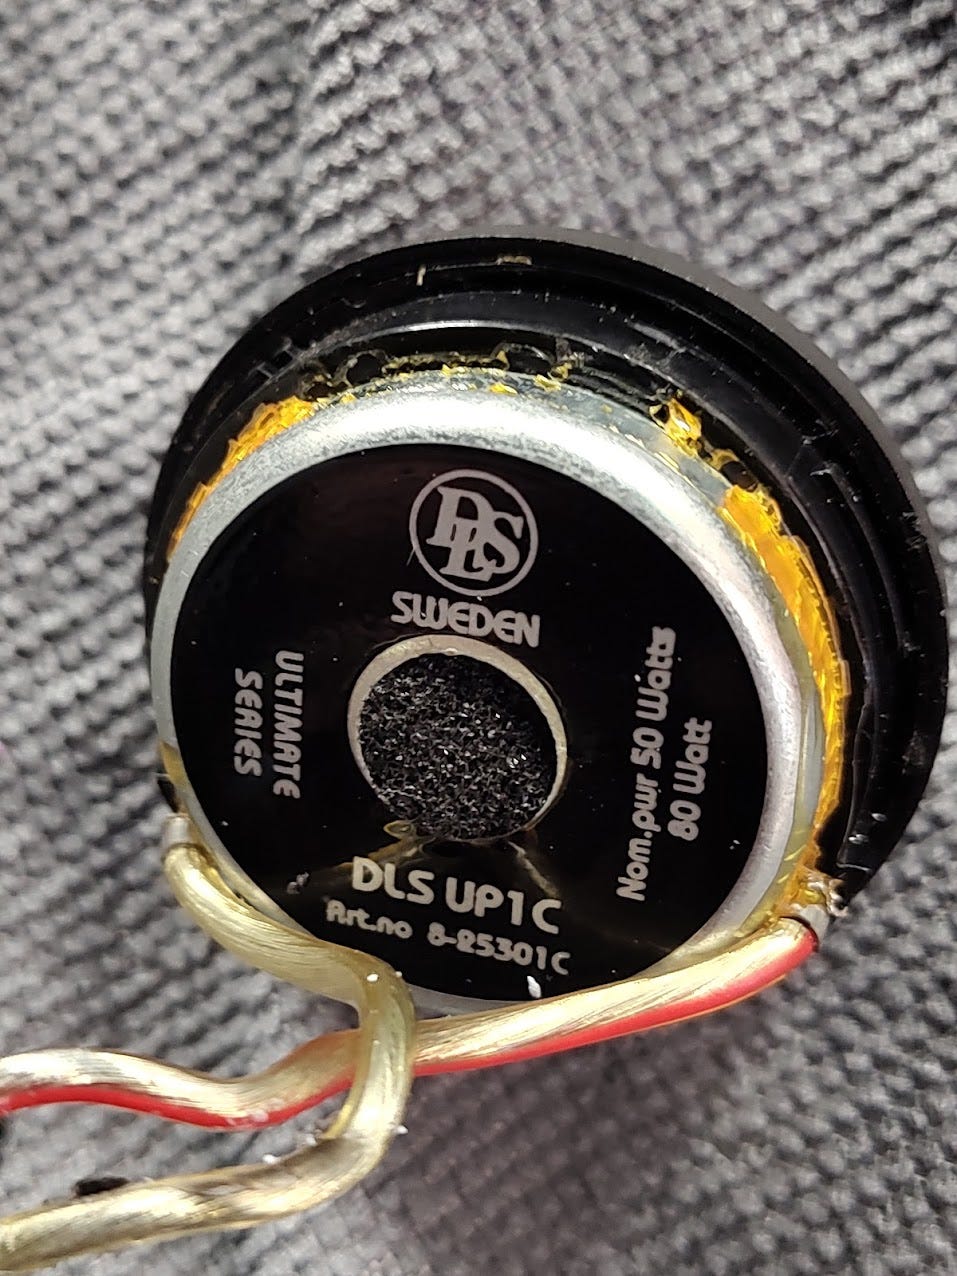 DLS
SWEDEN
ULTIMATE
SERIES
Nom.pwr 50 Watts
80 Watt
DLS UP1C
Art.no 8-25301C